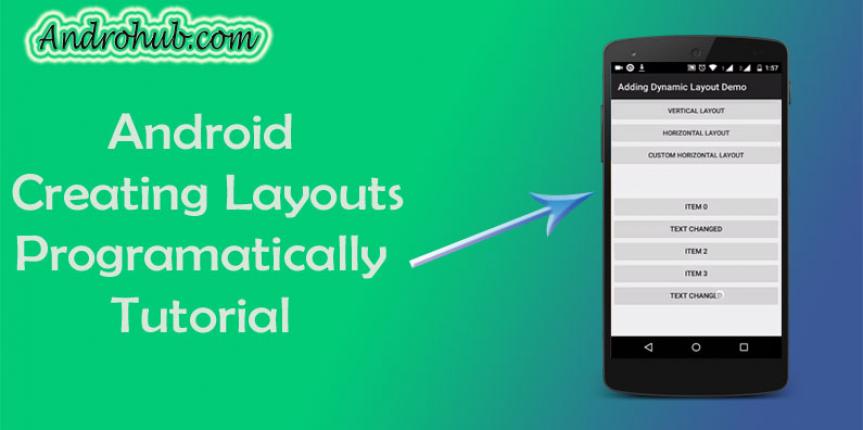 Androhub.com
Android
Creating Layouts
Programatically
Tutorial
1:57
Adding Dynamic Layout Demo
VERTICAL LAYOUT
HORIZONTAL LAYOUT
CUSTOM HORIZONTAL LAYOUT
ITEM 0
TEXT CHANGED
ITEM 2
ITEM 3
TEXT CHANGED